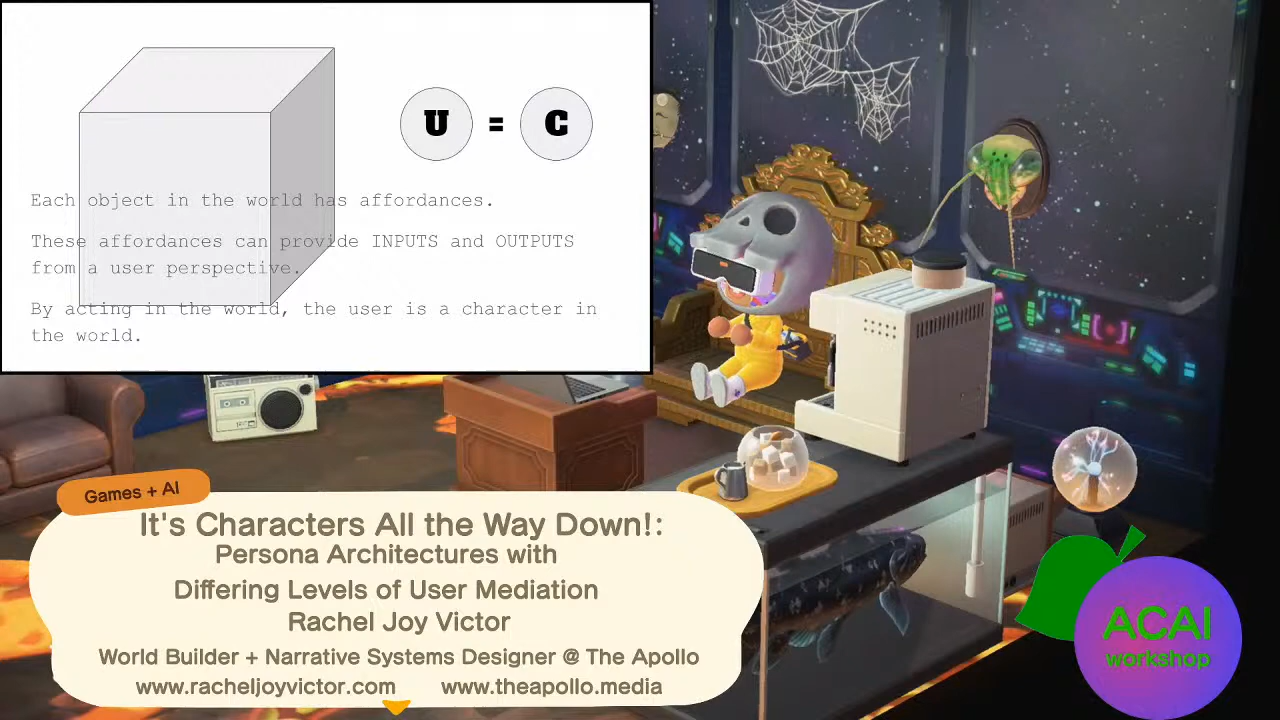 U = C
Each object in the world has affordances.
These affordances can provide INPUTS and OUTPUTS
from a user perspective.
By acting in the world, the user is a character in
the world.
Games + AI
It's Characters All the Way Down!:
Persona Architectures with
Differing Levels of User Mediation
Rachel Joy Victor
World Builder + Narrative Systems Designer @ The Apollo
www.racheljoyvictor.com www.theapollo.media
ACAI
workshop